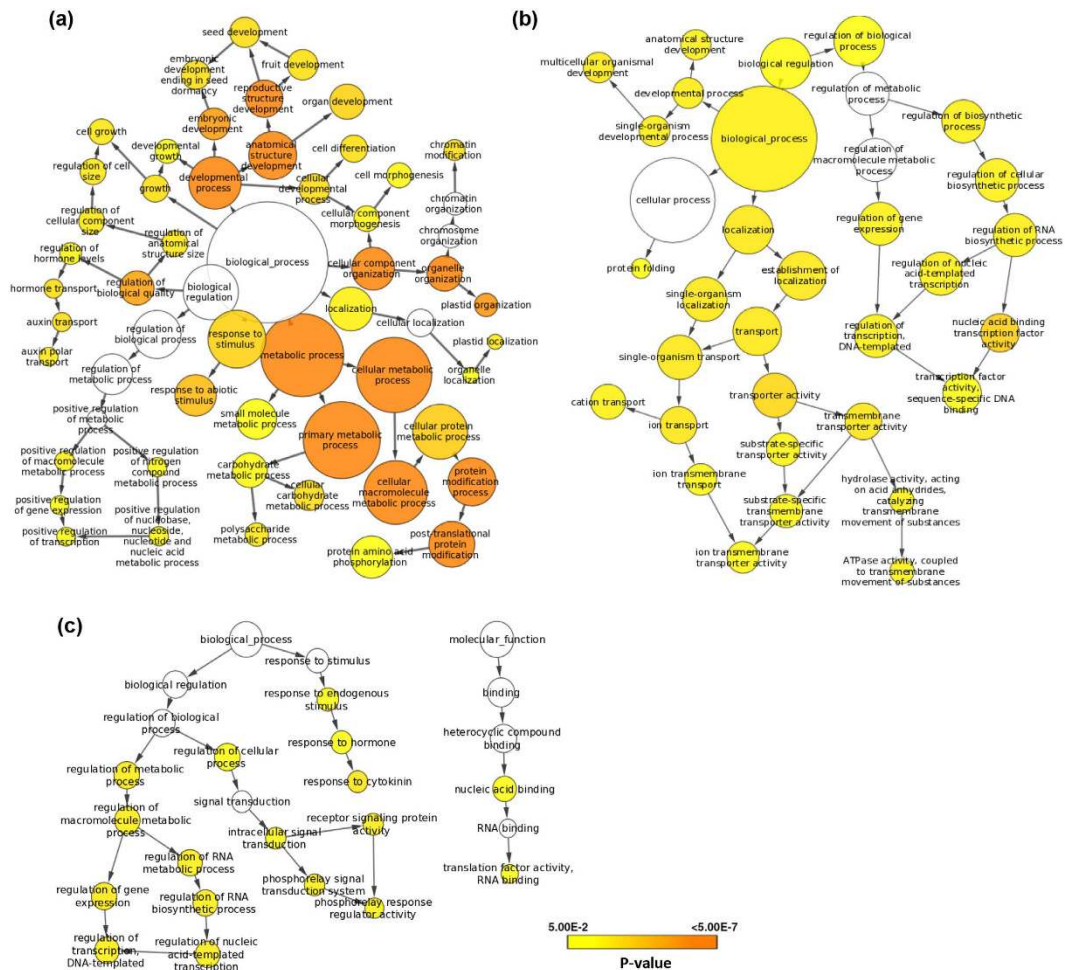 (a)
seed development
embryonic
development
ending in seed
dormancy
fruit development
reproductive
structure
development
organ development
embryonic
development
anatomical
structure
development
cell growth
developmental
growth
cell differentiation
chromatin
modification
regulation of cell
size
growth
developmental
process
cellular
developmental
process
cell morphogenesis
cellular component
morphogenesis
chromatin
organization
chromosome
organization
regulation of
cellular component
size
regulation of
anatomical
structure size
regulation of
hormone levels
biological_process
cellular component
organization
organelle
organization
hormone transport
regulation of
biological quality
biological
regulation
localization
plastid organization
auxin transport
regulation of
biological process
response to
stimulus
cellular localization
plastid localization
auxin polar
transport
metabolic process
organelle
localization
regulation of
metabolic process
cellular metabolic
process
response to abiotic
stimulus
positive regulation
of metabolic
process
small molecule
metabolic process
primary metabolic
process
cellular protein
metabolic process
positive regulation
of macromolecule
metabolic process
positive regulation
of nitrogen
compound metabolic
process
carbohydrate
metabolic process
cellular
carbohydrate
metabolic process
cellular
macromolecule
metabolic process
protein
modification
process
positive regulation
of gene expression
positive regulation
of transcription
positive regulation
of nucleobase,
nucleoside,
nucleotide and
nucleic acid
metabolic process
polysaccharide
metabolic process
post-translational
protein
modification
protein amino acid
phosphorylation
(b)
regulation of biological
process
anatomical structure
development
biological regulation
multicellular organismal
development
developmental process
regulation of metabolic
process
single-organism
developmental process
biological_process
regulation of biosynthetic
process
regulation of
macromolecule metabolic
process
cellular process
regulation of cellular
biosynthetic process
regulation of gene
expression
localization
regulation of RNA
biosynthetic process
protein folding
establishment of
localization
regulation of nucleic
acid-templated
transcription
single-organism
localization
transport
regulation of
transcription,
DNA-templated
nucleic acid binding
transcription factor
activity
single-organism transport
transcription factor
activity,
sequence-specific DNA
binding
cation transport
transporter activity
ion transport
transmembrane
transporter activity
substrate-specific
transporter activity
ion transmembrane
transport
substrate-specific
transmembrane
transporter activity
hydrolase activity, acting
on acid anhydrides,
catalyzing
transmembrane
movement of substances
ion transmembrane
transporter activity
ATPase activity, coupled
to transmembrane
movement of substances
(c)
biological_process
response to stimulus
biological regulation
response to endogenous
stimulus
regulation of biological
process
response to hormone
regulation of metabolic
process
regulation of cellular
process
response to cytokinin
signal transduction
regulation of
macromolecule metabolic
process
intracellular signal
transduction
receptor signaling protein
activity
regulation of RNA
metabolic process
regulation of gene
expression
regulation of RNA
biosynthetic process
phosphorelay signal
transduction system
phosphorelay response
regulator activity
regulation of
transcription,
DNA-templated
regulation of nucleic
acid-templated
transcription
molecular_function
binding
heterocyclic compound
binding
nucleic acid binding
RNA binding
translation factor activity,
RNA binding
5.00E-2
<5.00E-7
P-value